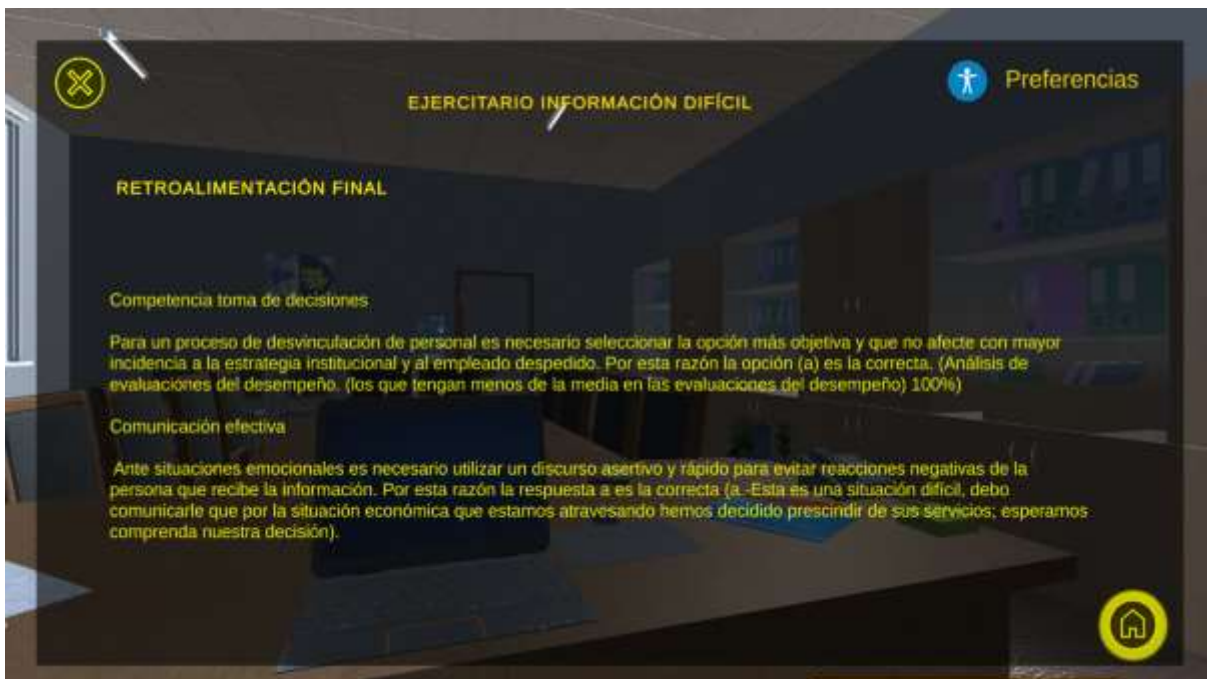 Preferencias
EJERCITARIO INFORMACIÓN DIFÍCIL
RETROALIMENTACIÓN FINAL
Competencia toma de decisiones
Para un proceso de desvinculación de personal es necesario seleccionar la opción más objetiva y que no afecte con mayor
incidencia a la estrategia institucional y al empleado despedido. Por esta razón la opción (a) es la correcta. (Análisis de
evaluaciones del desempeño. (los que tengan menos de la media en las evaluaciones del desempeño) 100%)
Comunicación efectiva
Ante situaciones emocionales es necesario utilizar un discurso asertivo y rápido para evitar reacciones negativas de la
persona que recibe la información. Por esta razón la respuesta a es la correcta (a.-Esta es una situación difícil, debo
comunicarle que por la situación económica que estamos atravesando hemos decidido prescindir de sus servicios; esperamos
comprenda nuestra decisión).